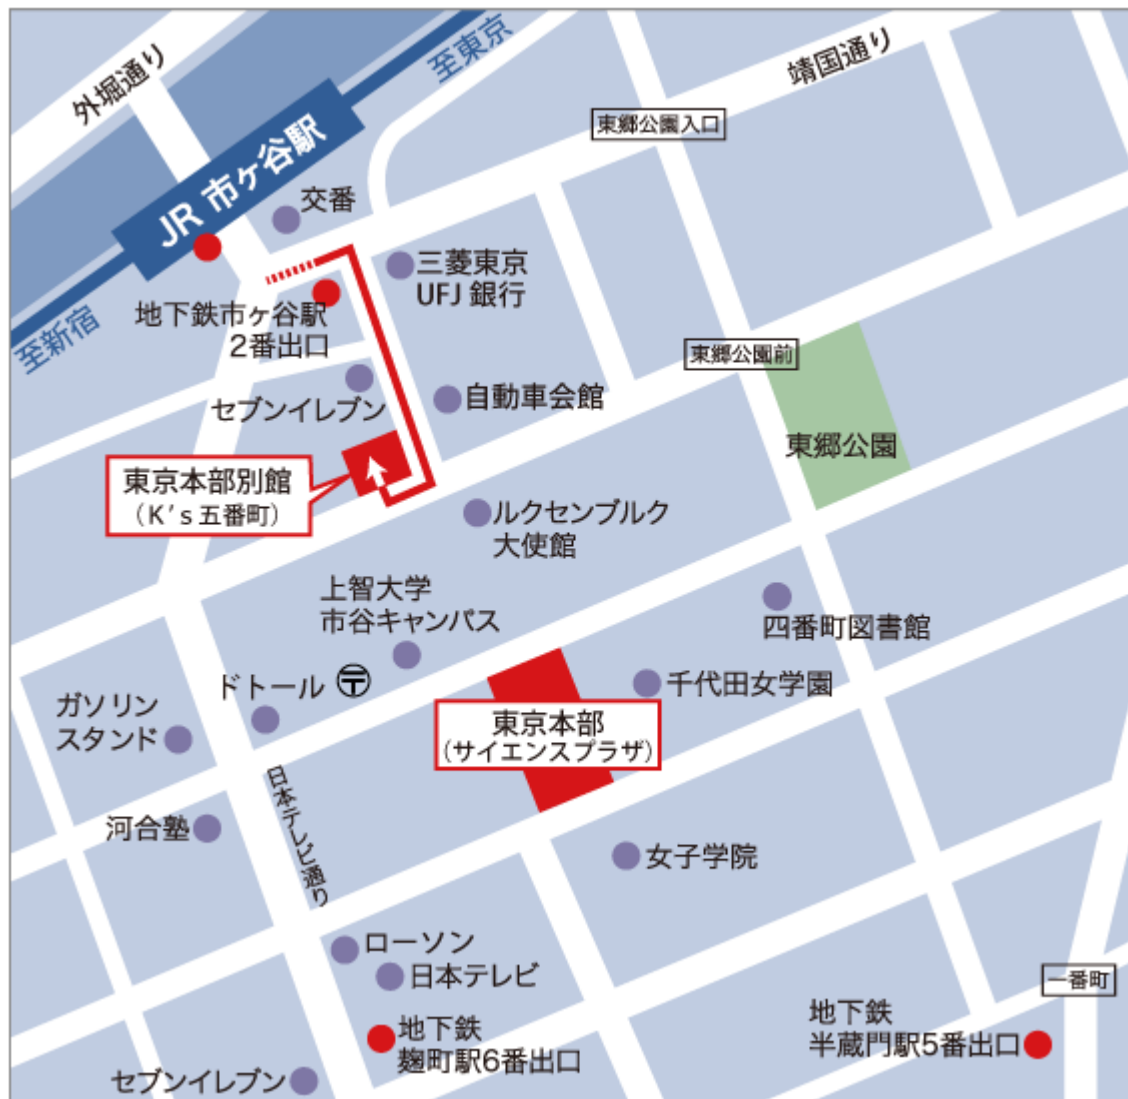 外堀通り
至東京
靖国通り
東郷公園入口
JR 市ヶ谷駅
交番
三菱東京
UFJ 銀行
地下鉄市ヶ谷駅
2番出口
至新宿
東郷公園前
セブンイレブン
自動車会館
東郷公園
東京本部別館
(K's五番町)
ルクセンブルク
大使館
上智大学
市谷キャンパス
四番町図書館
ドトール 〒
千代田女学園
ガソリン
スタンド
東京本部
(サイエンスプラザ)
日本テレビ通り
河合塾
女子学院
ローソン
日本テレビ
一番町
地下鉄
麹町駅6番出口
地下鉄
半蔵門駅5番出口
セブンイレブン